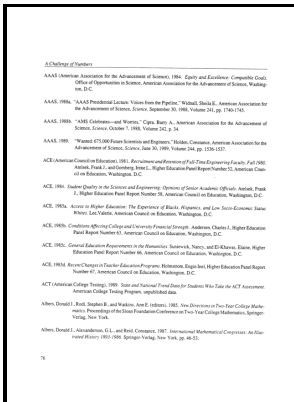 A Challenge of Numbers
AAAS (American Association for the Advancement of Science), 1984. Equity and Excellence: Compatible Goals.
Office of Opportunities in Science, American Association for the Advancement of Science, Washing-
ton, D.C.
AAAS, 1988a. "AAAS Presidential Lecture: Voices from the Pipeline," Widnall, Sheila E., American Association for
the Advancement of Science, Science, September 30, 1988, Volume 241, pp. 1740-1745.
AAAS, 1988b. "AMS Celebrates—and Worries," Cipra, Barry A., American Association for the Advancement of
Science. Science, October 7, 1988, Volume 242, p. 34.
AAAS, 1989. "Wanted: 675,000 Future Scientists and Engineers," Holden, Constance, American Association for the
Advancement of Science, Science, June 30, 1989, Volume 244, pp. 1536-1537.
ACE (American Council on Education), 1981. Recruitment and Retention of Full-Time Engineering Faculty, Fall 1980.
Atelsek, Frank J., and Gomberg, Irene L., Higher Education Panel Report Number 52, American Coun-
cil on Education, Washington, D.C.
ACE, 1984. Student Quality in the Sciences and Engineering: Opinions of Senior Academic Officials. Atelsek, Frank
J., Higher Education Panel Report Number 58, American Council on Education, Washington, D.C.
ACE, 1985a. Access to Higher Education: The Experience of Blacks, Hispanics, and Low Socio-Economic Status
Whites. Lee, Valerie, American Council on Education, Washington, D.C.
ACE, 1985b. Conditions Affecting College and University Financial Strength. Andersen, Charles J., Higher Education
Panel Report Number 63, American Council on Education, Washington, D.C.
ACE, 1985c. General Education Requirements in the Humanities. Suniewick, Nancy, and El-Khawas, Elaine, Higher
Education Panel Report Number 66, American Council on Education, Washington, D.C.
ACE, 1985d. Recent Changes in Teacher Education Programs. Holmstrom, Engin Inel, Higher Education Panel Report
Number 67, American Council on Education, Washington, D.C.
ACT (American College Testing), 1989. State and National Trend Data for Students Who Take the ACT Assessment.
American College Testing Program, unpublished data.
Albers, Donald J., Rodi, Stephen B., and Watkins, Ann E. (editors), 1985. New Directions in Two-Year College Mathe-
matics. Proceedings of the Sloan Foundation Conference on Two-Year College Mathematics, Springer-
Verlag, New York.
Albers, Donald J., Alexanderson, G.L., and Reid, Constance, 1987. International Mathematical Congresses: An Illus-
trated History 1893-1986. Springer-Verlag, New York, pp. 46-53.
76